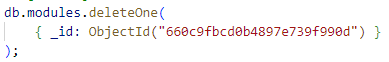 db.modules.deleteOne(
    { _id: ObjectId("660c9fbcd0b4897e739f990d") }
);